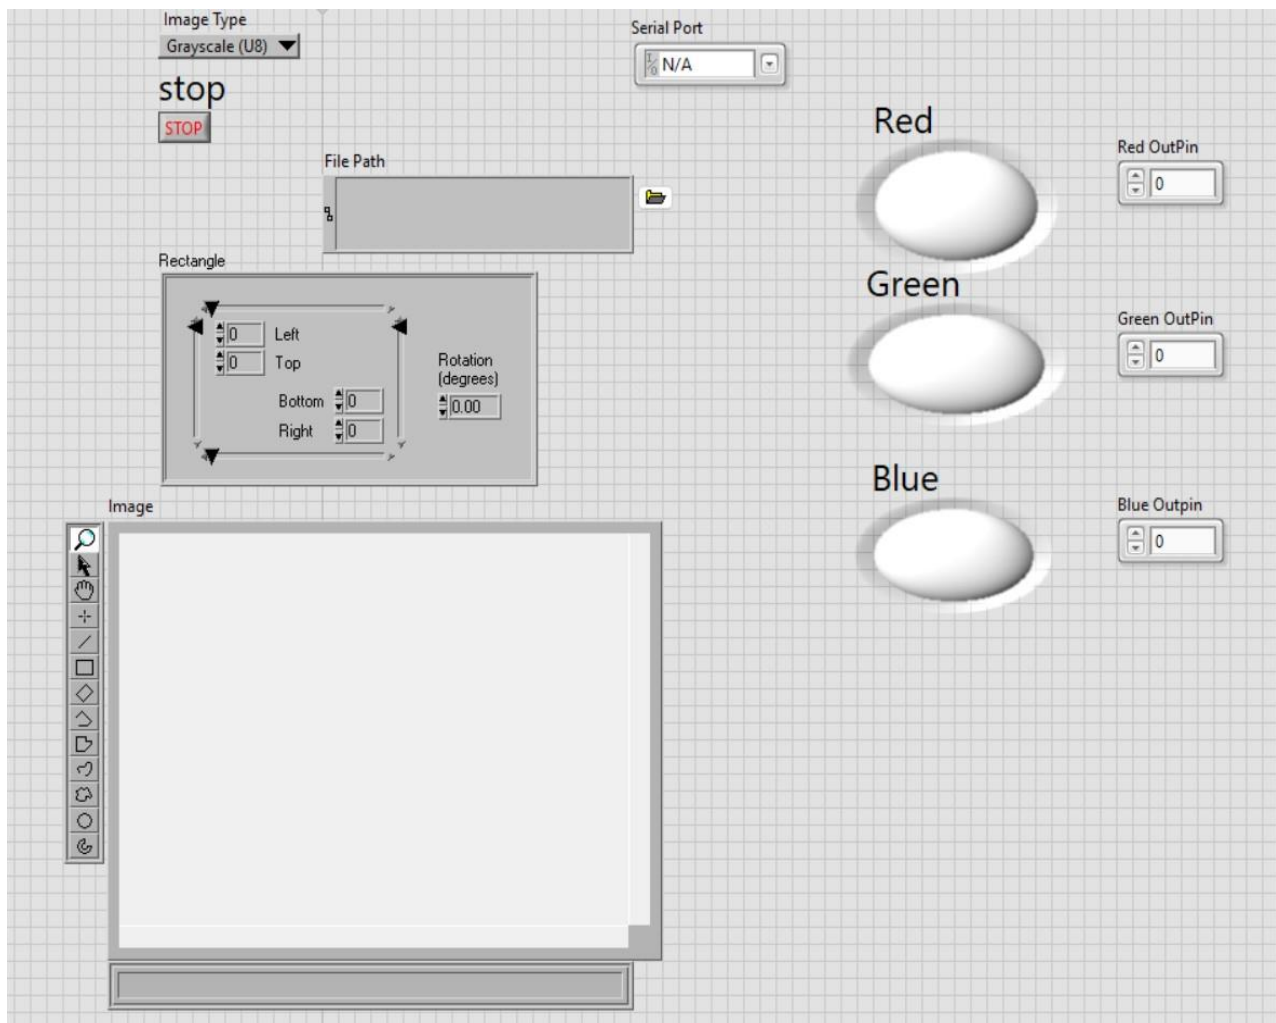 Image Type
Grayscale (U8)
stop
STOP
Serial Port
N/A
File Path
Rectangle
0 Left
0 Top
Bottom 0
Right 0
Rotation
(degrees)
0.00
Image
Red
Red OutPin
0
Green
Green OutPin
0
Blue
Blue Outpin
0